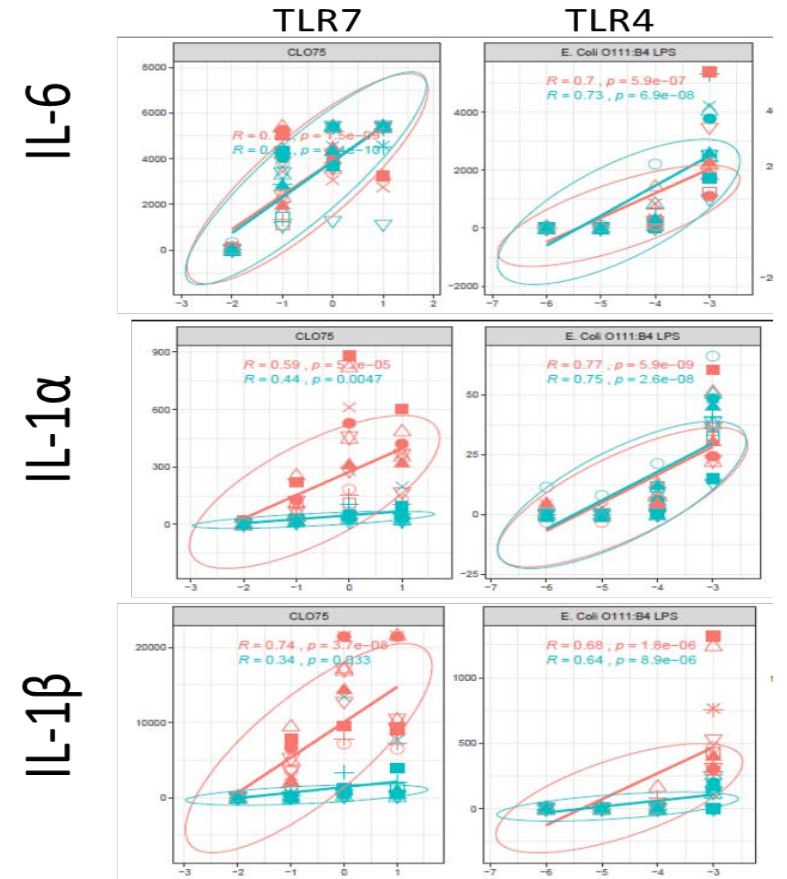 TLR7 TLR4
IL-6
CLO75 E. Coli O111:B4 LPS
8000
6000
4000
2000
0
R = 0.7 , p = 5.9e−07
R = 0.73 , p = 6.9e−08
4000
2000
0
−2000
−3 −2 −1 0 1 2
−7 −6 −5 −4 −3
IL-1α
CLO75 E. Coli O111:B4 LPS
900
600
300
0
R = 0.59 , p = e−05
R = 0.44 , p = 0.0047
R = 0.77 , p = 5.9e−09
R = 0.75 , p = 2.6e−08
50
25
0
−25
−3 −2 −1 0 1
−7 −6 −5 −4 −3
IL-1β
CLO75 E. Coli O111:B4 LPS
20000
10000
0
R = 0.74 , p = 3.7e−08
R = 0.34 , p = 0.033
R = 0.68 , p = 1.8e−06
R = 0.64 , p = 8.9e−06
1000
500
0
−3 −2 −1 0 1
−7 −6 −5 −4 −3